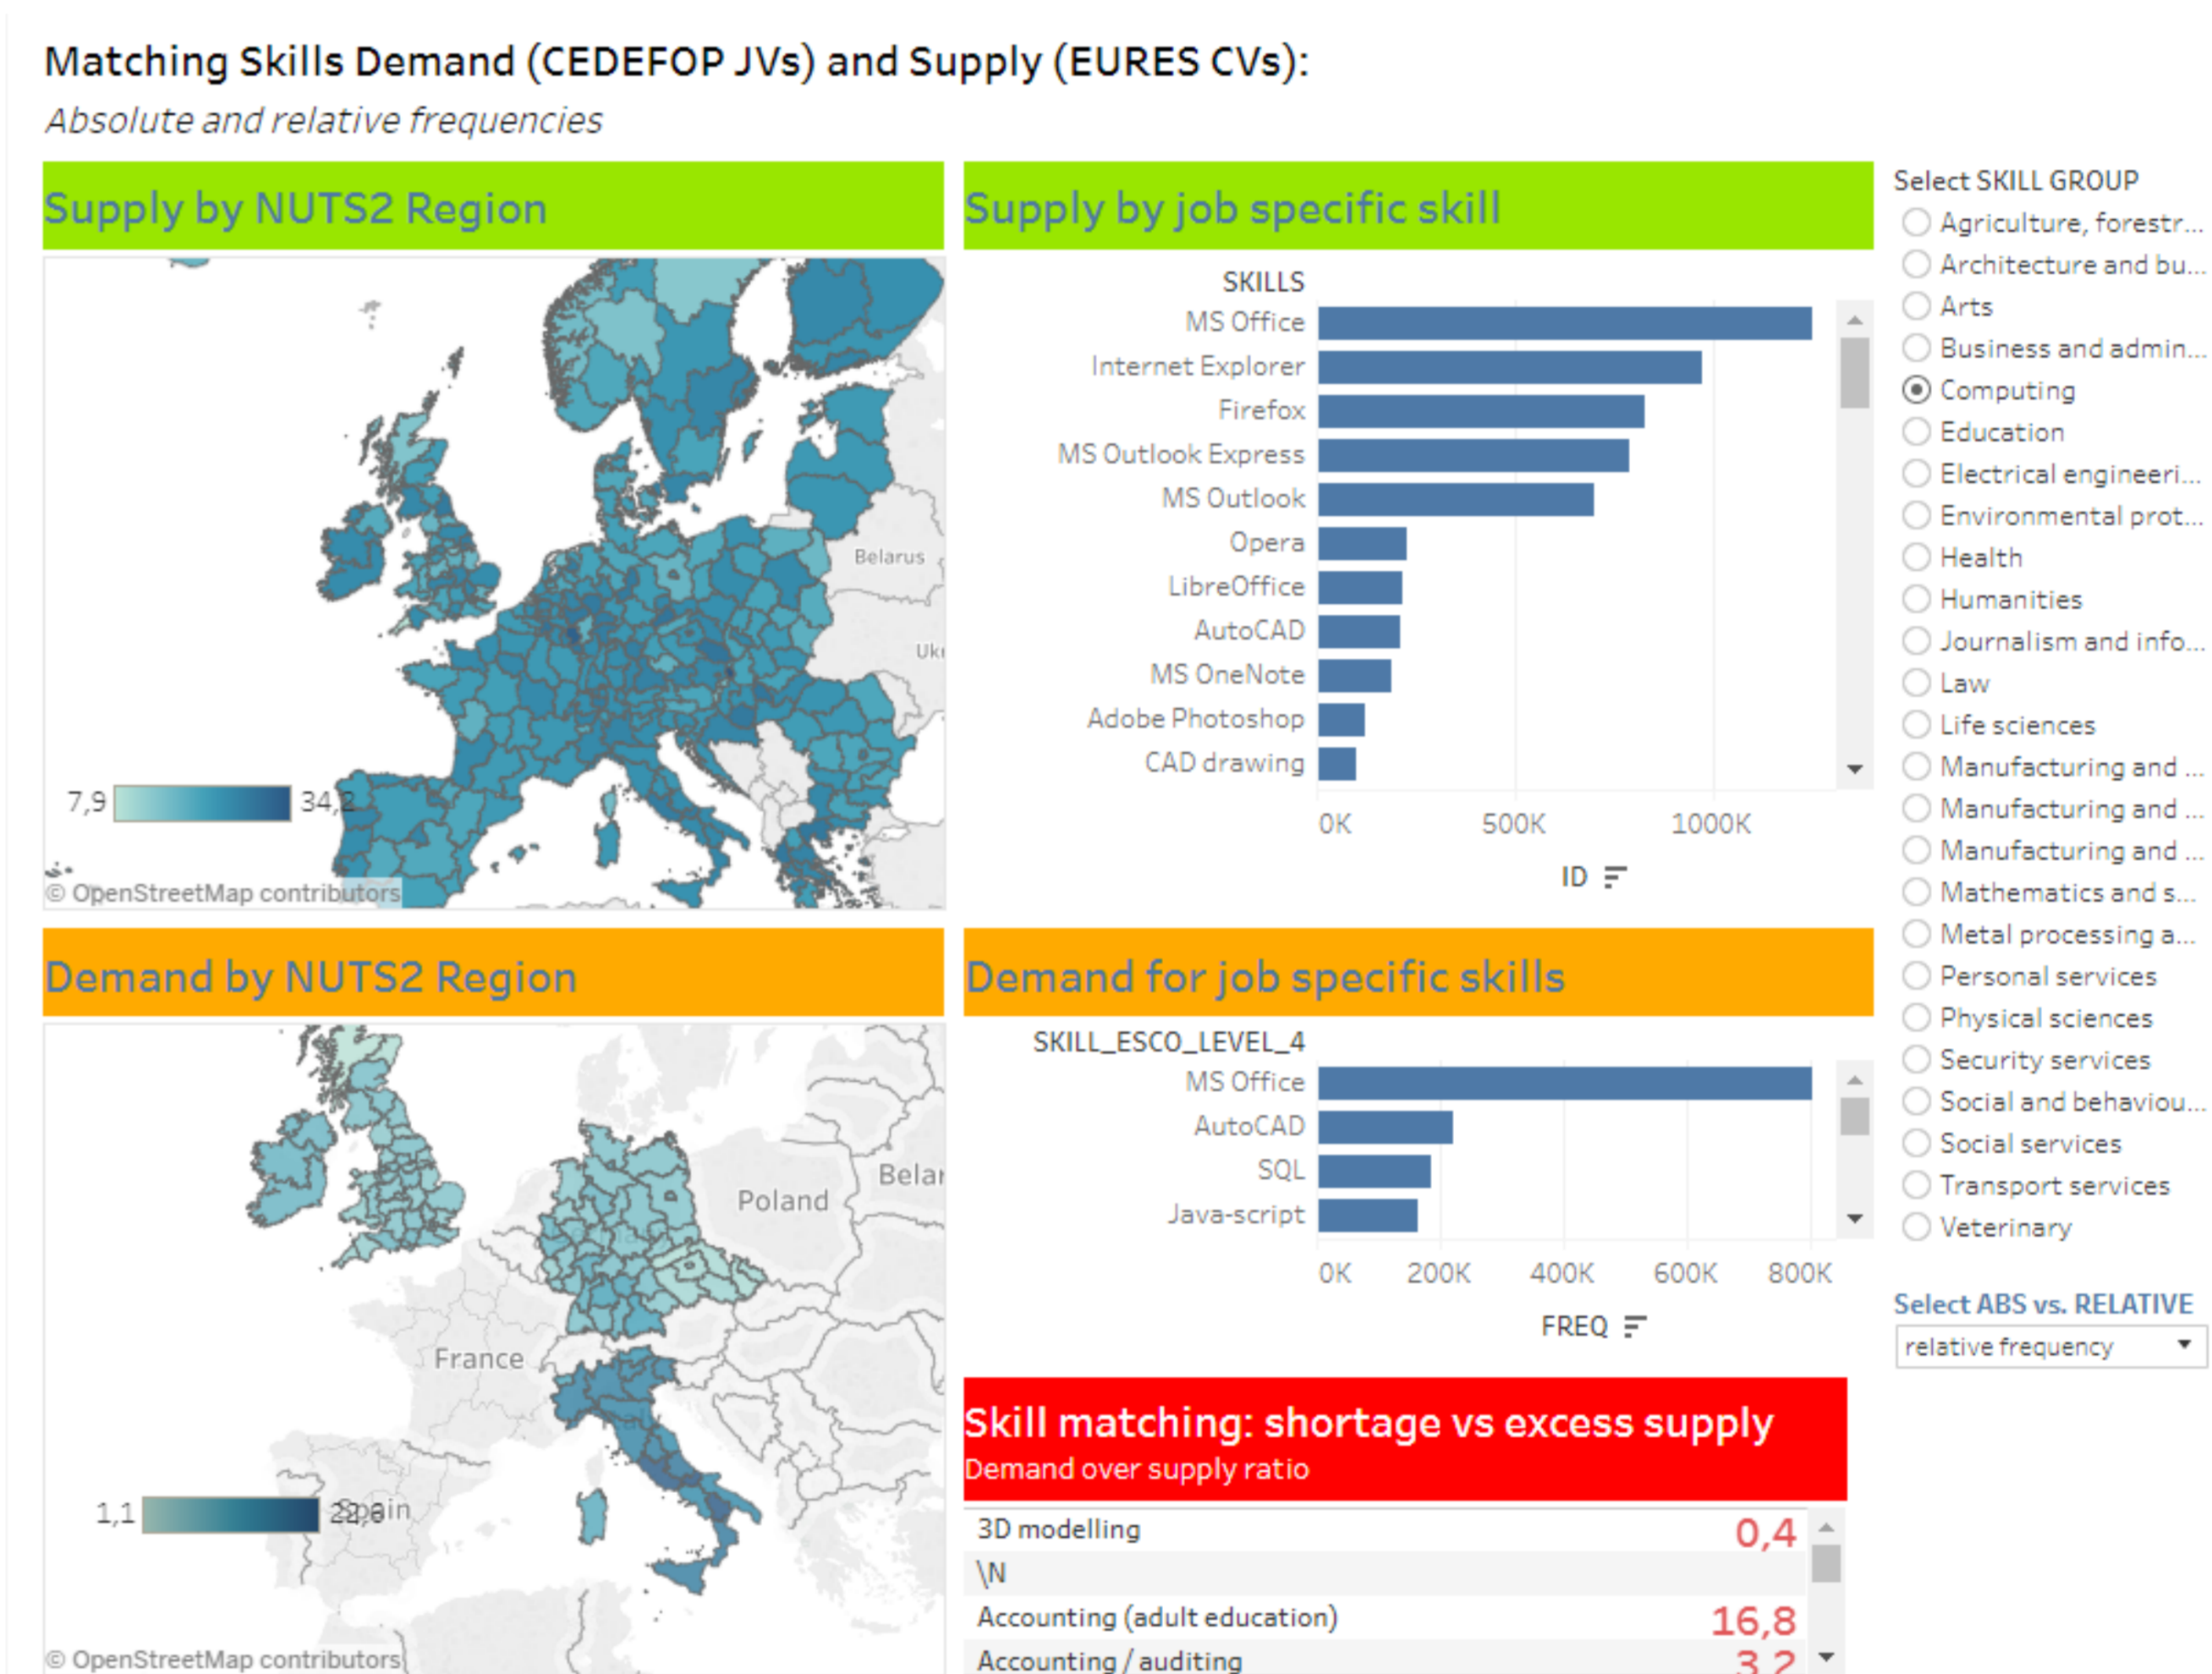 Matching Skills Demand (CEDEFOP JVs) and Supply (EURES CVs):
Absolute and relative frequencies
Supply by NUTS2 Region
Belarus
Ukr
7,9
34,2
© OpenStreetMap contributors
Supply by job specific skill
SKILLS
MS Office
Internet Explorer
Firefox
MS Outlook Express
MS Outlook
Opera
LibreOffice
AutoCAD
MS OneNote
Adobe Photoshop
CAD drawing
0K 500K 1000K
ID
Demand by NUTS2 Region
Belar
Poland
France
Spain
1,1
© OpenStreetMap contributors
Demand for job specific skills
SKILL_ESCO_LEVEL_4
MS Office
AutoCAD
SQL
Java-script
0K 200K 400K 600K 800K
FREQ
Skill matching: shortage vs excess supply
Demand over supply ratio
3D modelling 0,4
\N
Accounting (adult education) 16,8
Accounting / auditing 3,2
Select SKILL GROUP
Agriculture, forestr...
Architecture and bu...
Arts
Business and admin...
Computing
Education
Electrical engineeri...
Environmental prot...
Health
Humanities
Journalism and info...
Law
Life sciences
Manufacturing and ...
Manufacturing and ...
Manufacturing and ...
Mathematics and s...
Metal processing a...
Personal services
Physical sciences
Security services
Social and behaviou...
Social services
Transport services
Veterinary
Select ABS vs. RELATIVE
relative frequency